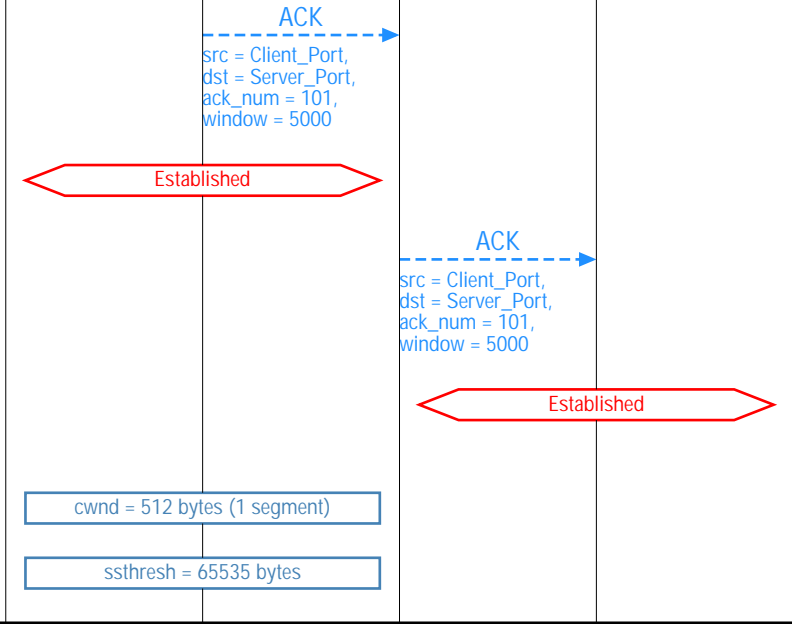 ACK
src = Client_Port,
dst = Server_Port,
ack_num = 101,
window = 5000
Established
ACK
src = Client_Port,
dst = Server_Port,
ack_num = 101,
window = 5000
Established
cwnd = 512 bytes (1 segment)
ssthresh = 65535 bytes